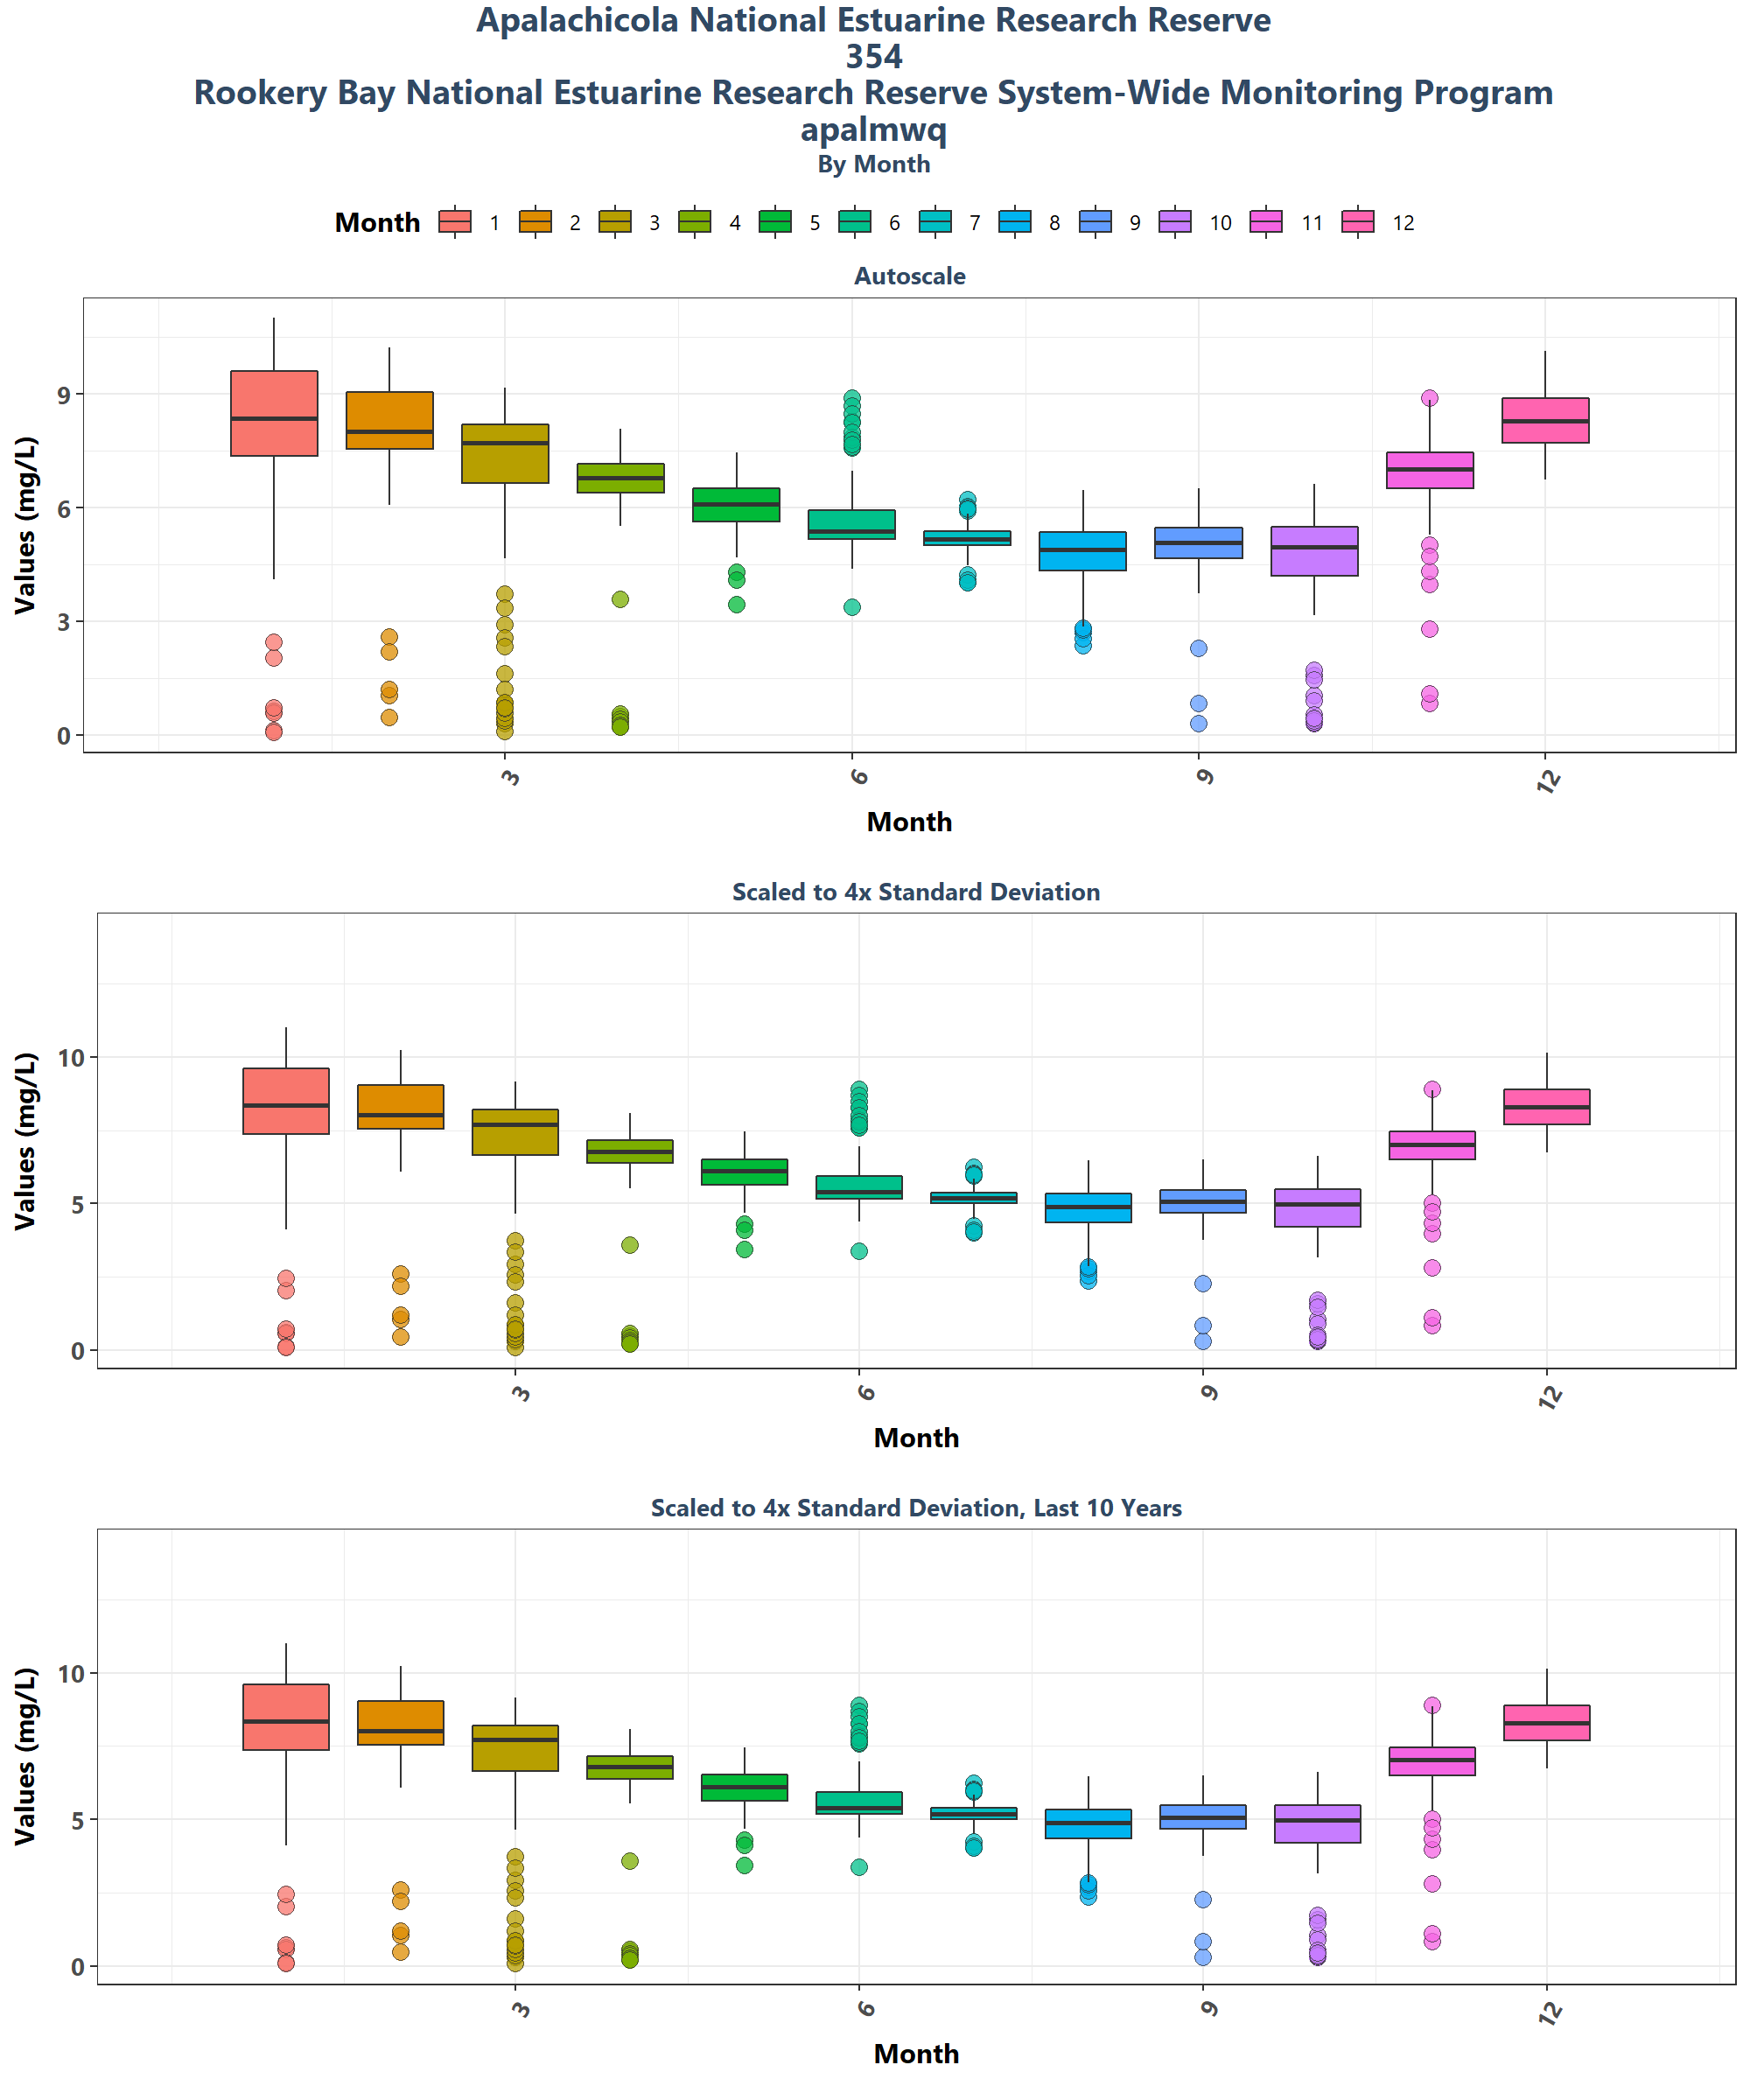 Apalachicola National Estuarine Research Reserve
354
Rookery Bay National Estuarine Research Reserve System-Wide Monitoring Program
apalmwq
By Month
Month 1 2 3 4 5 6 7 8 9 10 11 12
Autoscale
Values (mg/L)
9
6
3
0
3 6 9 12
Month
Scaled to 4x Standard Deviation
Values (mg/L)
10
5
0
3 6 9 12
Month
Scaled to 4x Standard Deviation, Last 10 Years
Values (mg/L)
10
5
0
3 6 9 12
Month